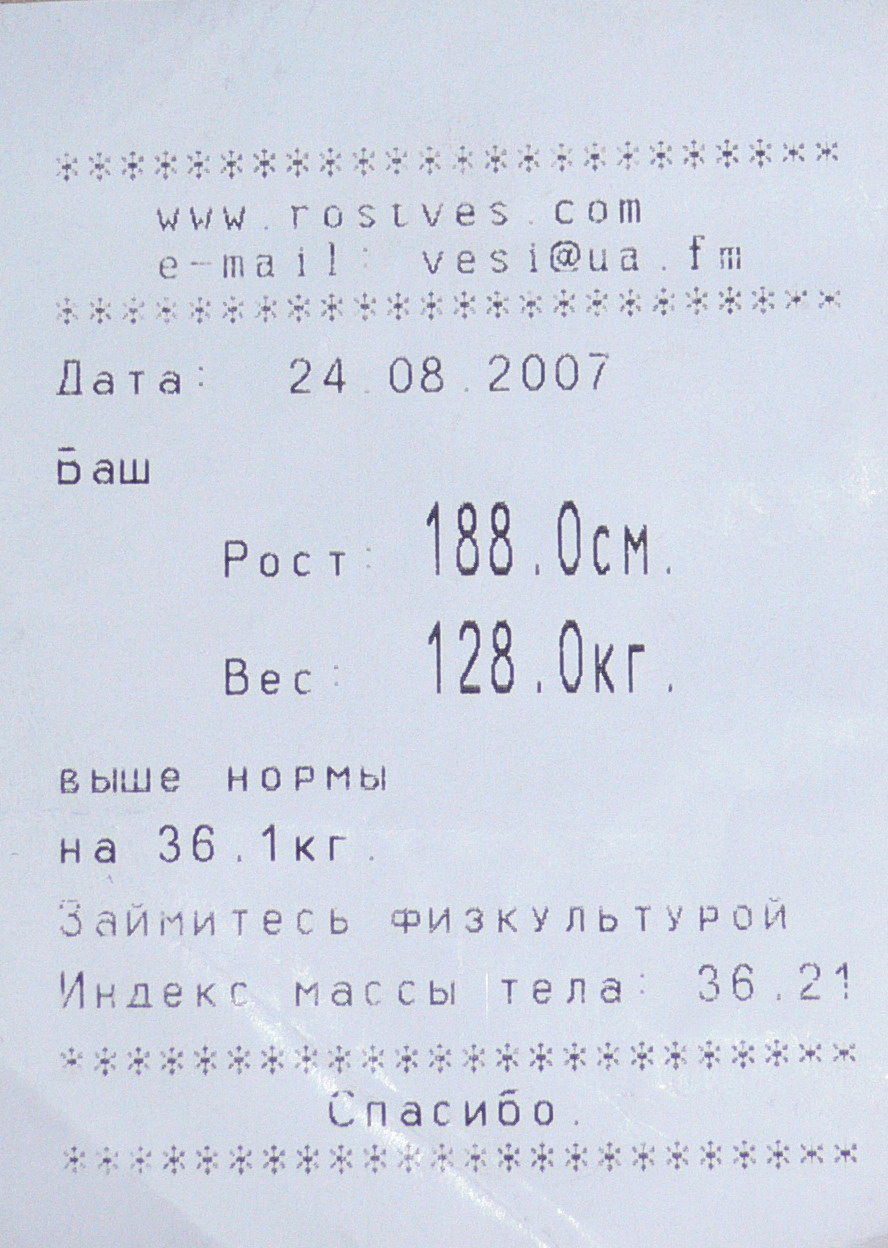 ************************
www.rostves.com
e-mail: vesi@ua.fm
************************
Дата: 24.08.2007
Баш
Рост: 188.0см.
Вес: 128.0кг.
выше нормы
на 36.1кг.
Займитесь физкультурой
Индекс массы тела: 36.21
************************
Спасибо.
************************